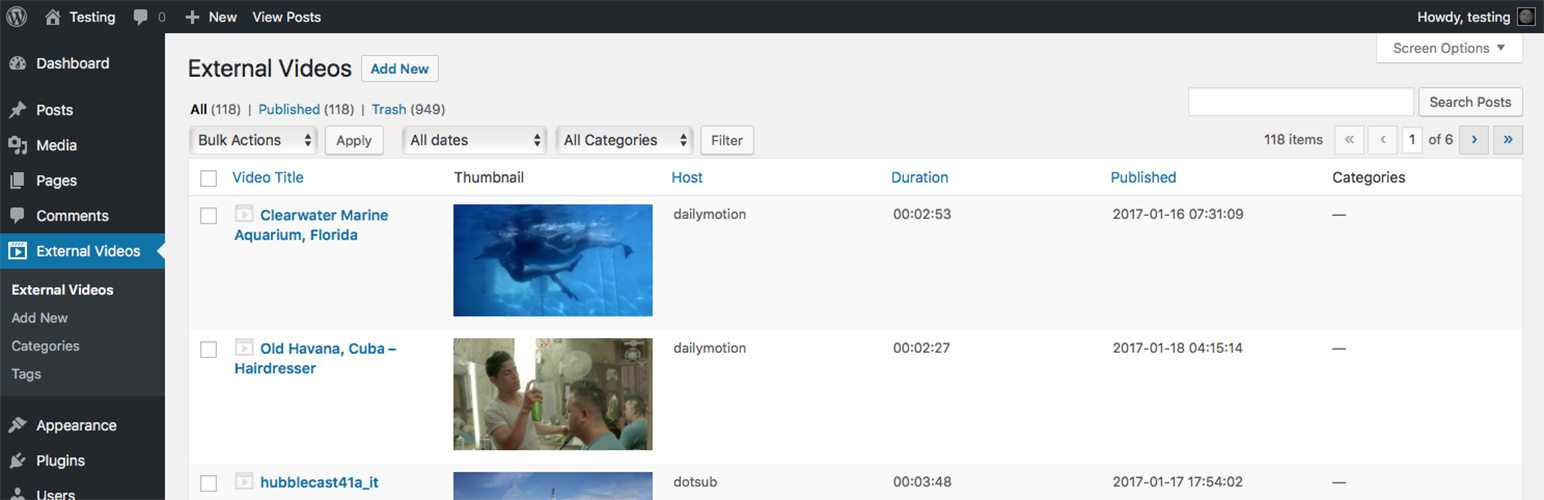 Testing 0 New View Posts Howdy, testing
Screen Options
Dashboard
Posts
Media
Pages
Comments
External Videos
External Videos
Add New
Categories
Tags
Appearance
Plugins
Users
External Videos Add New
All (118) | Published (118) | Trash (949)
Search Posts
Bulk Actions Apply All dates All Categories Filter 118 items « ‹ 1 of 6 › »
Video Title Thumbnail Host Duration Published Categories
Clearwater Marine dailymotion 00:02:53 2017-01-16 07:31:09 —
Aquarium, Florida
Old Havana, Cuba – dailymotion 00:02:27 2017-01-18 04:15:14 —
Hairdresser
hubblecast41a_it dotsub 00:03:48 2017-01-17 17:54:02 —